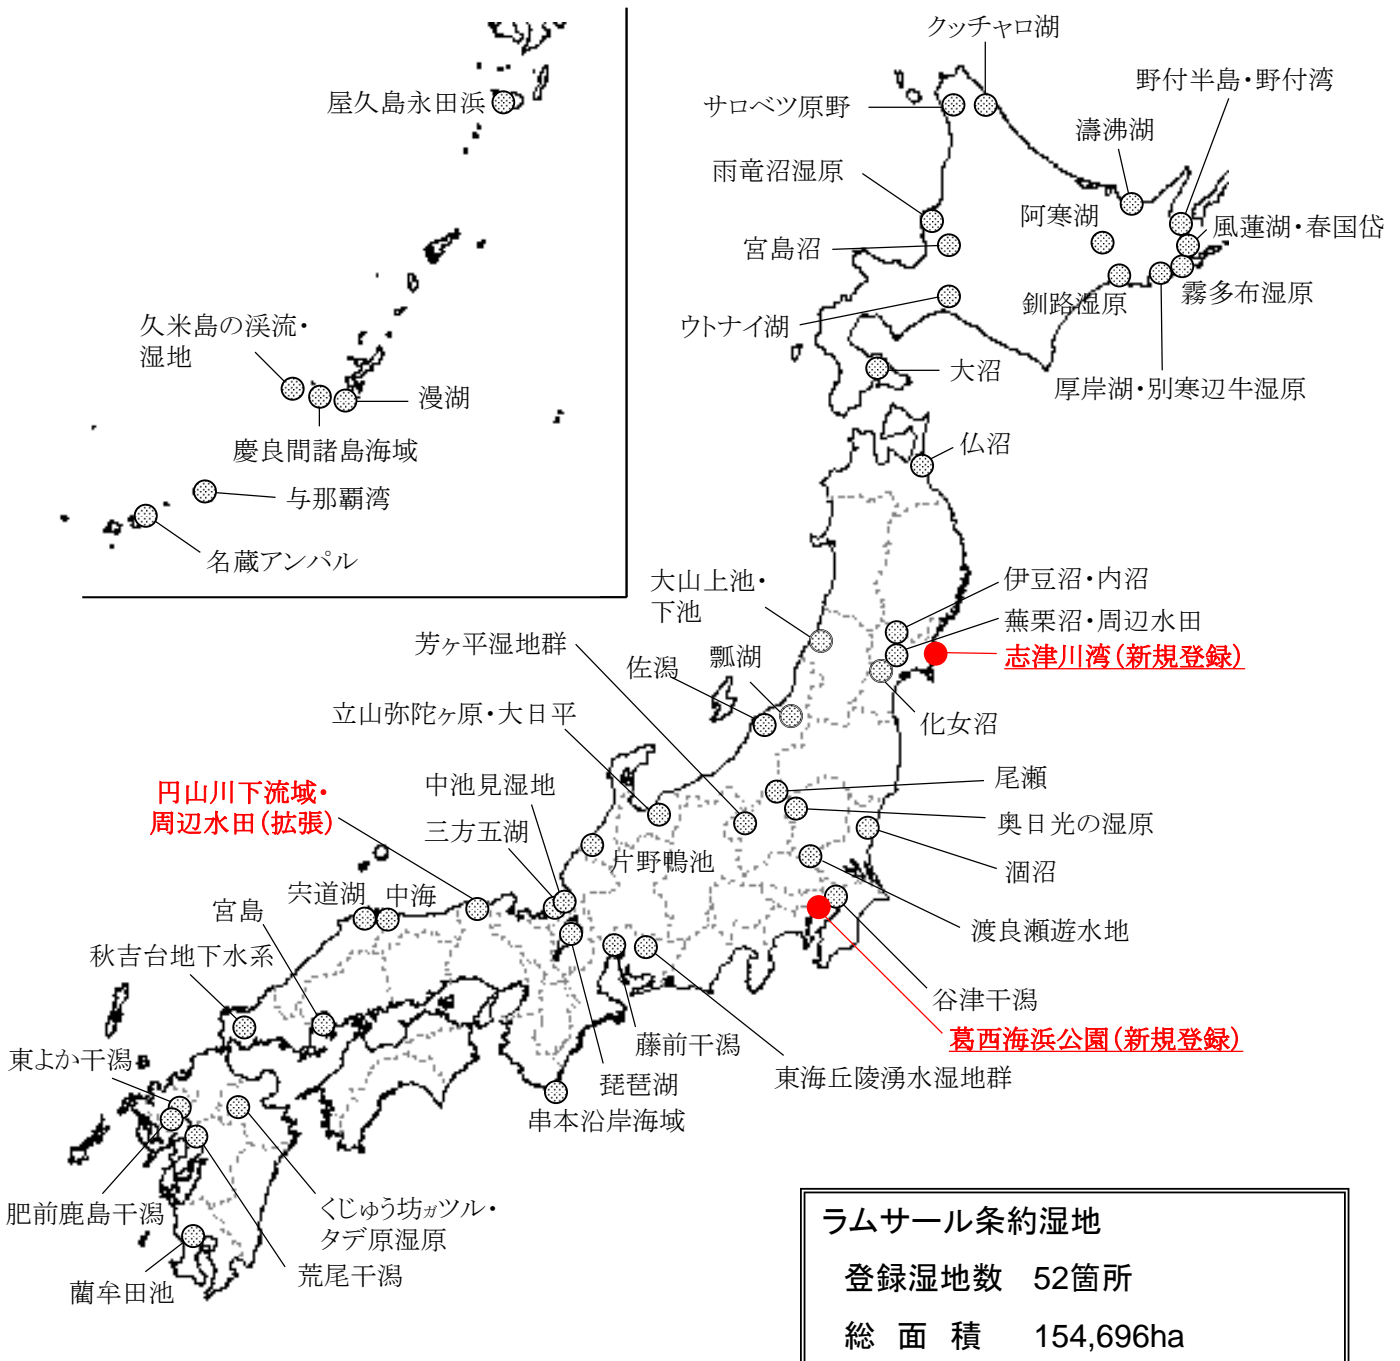 クッチャロ湖
屋久島永田浜
サロベツ原野
野付半島・野付湾
濤沸湖
雨竜沼湿原
阿寒湖
風蓮湖・春国岱
宮島沼
釧路湿原
霧多布湿原
久米島の渓流・
湿地
ウトナイ湖
大沼
厚岸湖・別寒辺牛湿原
漫湖
慶良間諸島海域
仏沼
与那覇湾
名蔵アンパル
大山上池・
下池
伊豆沼・内沼
蕪栗沼・周辺水田
志津川湾(新規登録)
芳ヶ平湿地群
瓢湖
佐潟
化女沼
立山弥陀ヶ原・大日平
中池見湿地
尾瀬
円山川下流域・
周辺水田(拡張)
三方五湖
片野鴨池
奥日光の湿原
涸沼
宍道湖
中海
宮島
渡良瀬遊水地
秋吉台地下水系
谷津干潟
葛西海浜公園(新規登録)
藤前干潟
東よか干潟
琵琶湖
東海丘陵湧水湿地群
串本沿岸海域
肥前鹿島干潟
くじゅう坊ガツル・
タデ原湿原
荒尾干潟
藺牟田池
ラムサール条約湿地
登録湿地数 52箇所
総 面 積 154,696ha